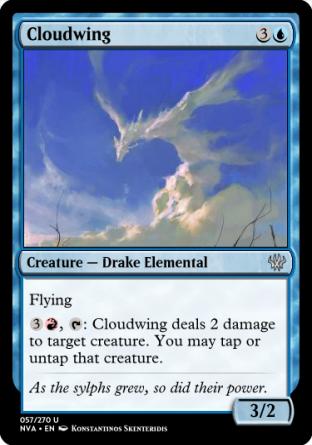 Cloudwing 3
Creature — Drake Elemental
Flying
3, : Cloudwing deals 2 damage
to target creature. You may tap or
untap that creature.
As the sylphs grew, so did their power.
3/2
057/270 U
NVA • EN Konstantinos Skenteridis